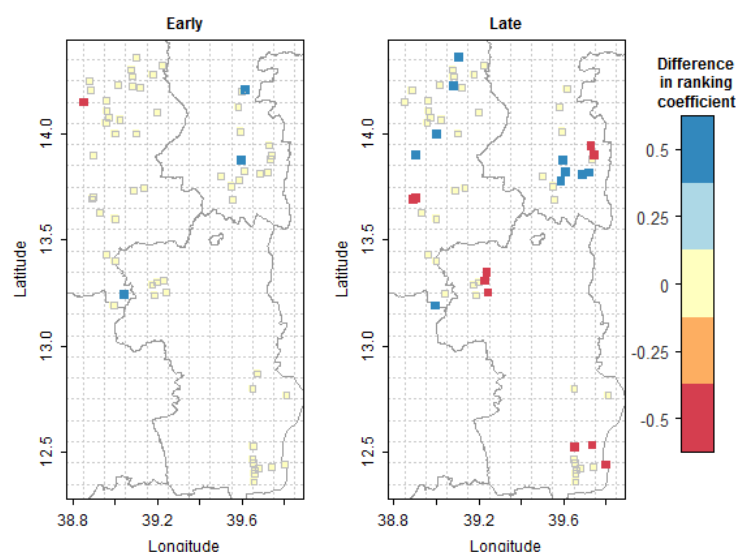 Early
Late
Difference
in ranking
coefficient
14.0
13.5
13.0
12.5
Latitude
38.8
39.2
39.6
Longitude
14.0
13.5
13.0
12.5
Latitude
38.8
39.2
39.6
Longitude
0.5
0.25
0
-0.25
-0.5